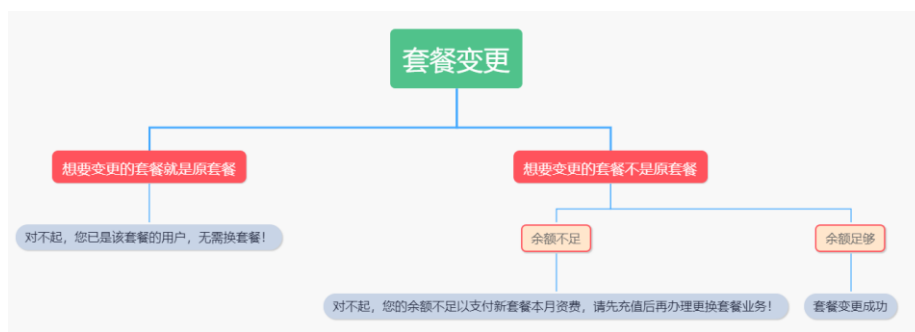 套餐变更
想要变更的套餐就是原套餐
想要变更的套餐不是原套餐
对不起，您已是该套餐的用户，无需换套餐！
余额不足
余额足够
对不起，您的余额不足以支付新套餐本月资费，请先充值后再办理更换套餐业务！
套餐变更成功